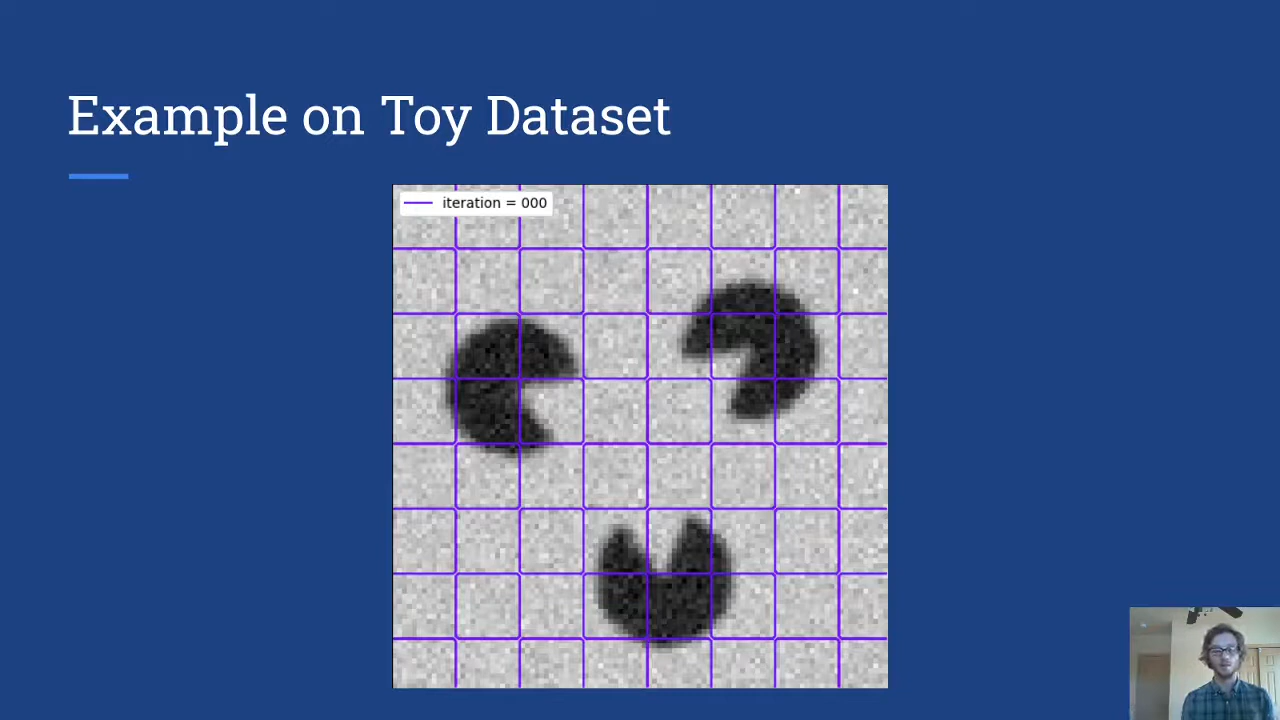 Example on Toy Dataset
iteration = 000